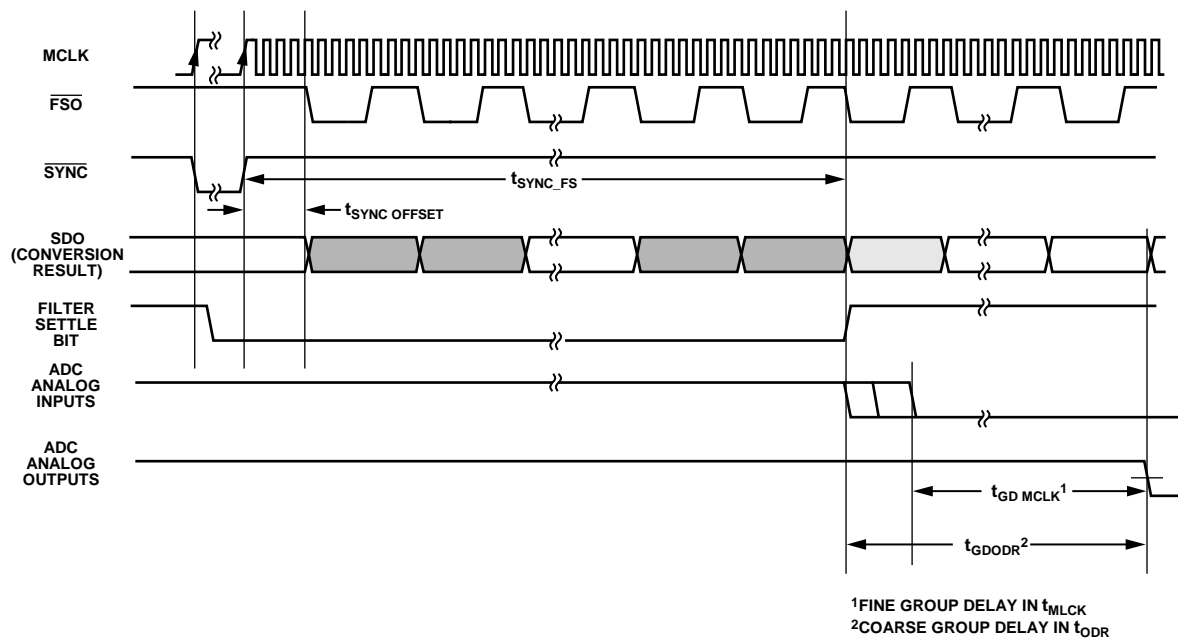 MCLK
FSO
SYNC
tSYNC_FS
tSYNC OFFSET
SDO
(CONVERSION
RESULT)
FILTER
SETTLE
BIT
ADC
ANALOG
INPUTS
ADC
ANALOG
OUTPUTS
tGD MCLK1
tGDODR2
1FINE GROUP DELAY IN tMLCK
2COARSE GROUP DELAY IN tODR